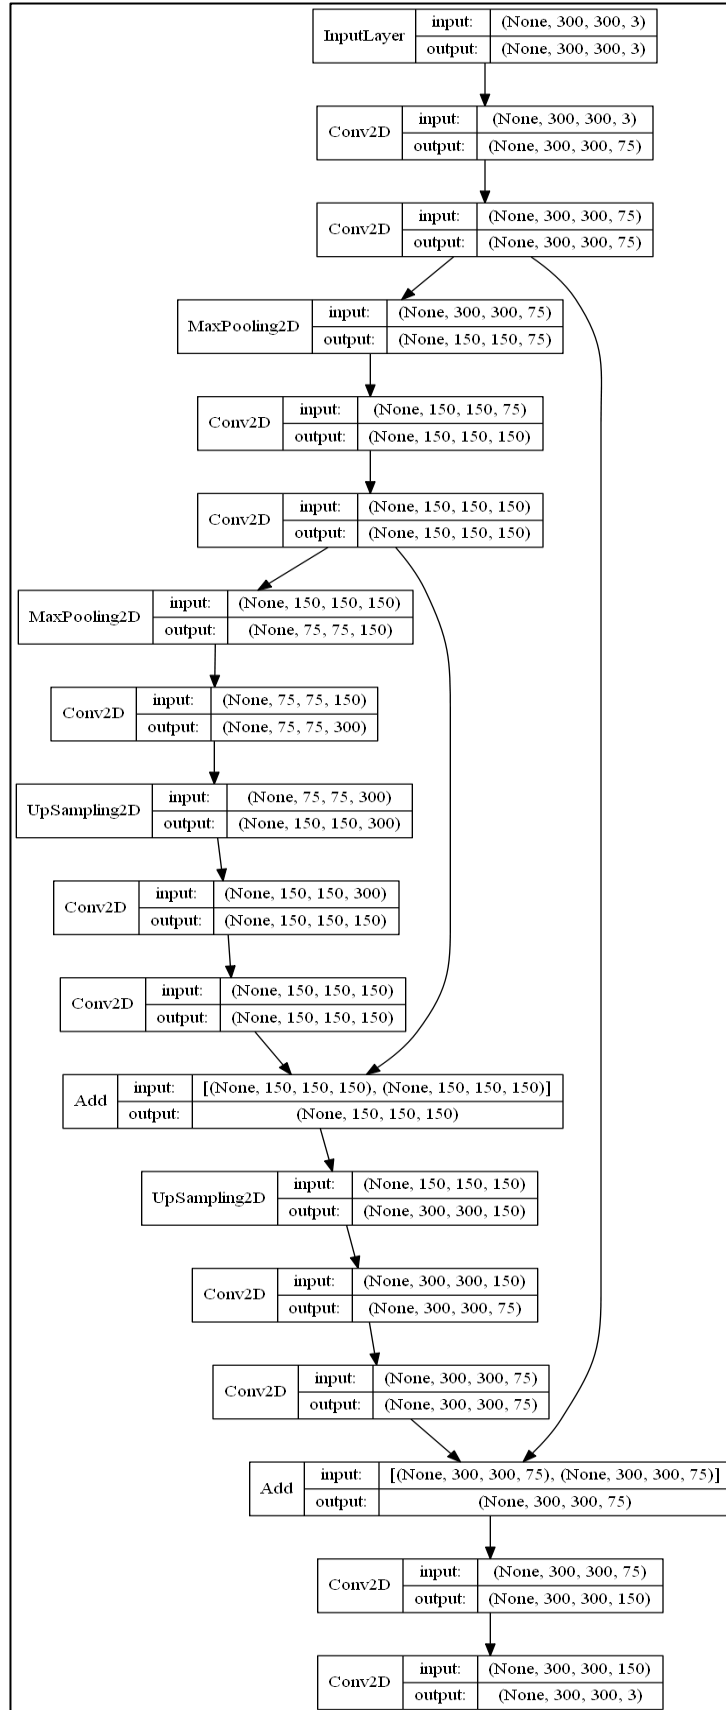 InputLayer
input: (None, 300, 300, 3)
output: (None, 300, 300, 3)
Conv2D
input: (None, 300, 300, 3)
output: (None, 300, 300, 75)
Conv2D
input: (None, 300, 300, 75)
output: (None, 300, 300, 75)
MaxPooling2D
input: (None, 300, 300, 75)
output: (None, 150, 150, 75)
Conv2D
input: (None, 150, 150, 75)
output: (None, 150, 150, 150)
Conv2D
input: (None, 150, 150, 150)
output: (None, 150, 150, 150)
MaxPooling2D
input: (None, 150, 150, 150)
output: (None, 75, 75, 150)
Conv2D
input: (None, 75, 75, 150)
output: (None, 75, 75, 300)
UpSampling2D
input: (None, 75, 75, 300)
output: (None, 150, 150, 300)
Conv2D
input: (None, 150, 150, 300)
output: (None, 150, 150, 150)
Conv2D
input: (None, 150, 150, 150)
output: (None, 150, 150, 150)
Add
input: [(None, 150, 150, 150), (None, 150, 150, 150)]
output: (None, 150, 150, 150)
UpSampling2D
input: (None, 150, 150, 150)
output: (None, 300, 300, 150)
Conv2D
input: (None, 300, 300, 150)
output: (None, 300, 300, 75)
Conv2D
input: (None, 300, 300, 75)
output: (None, 300, 300, 75)
Add
input: [(None, 300, 300, 75), (None, 300, 300, 75)]
output: (None, 300, 300, 75)
Conv2D
input: (None, 300, 300, 75)
output: (None, 300, 300, 150)
Conv2D
input: (None, 300, 300, 150)
output: (None, 300, 300, 3)